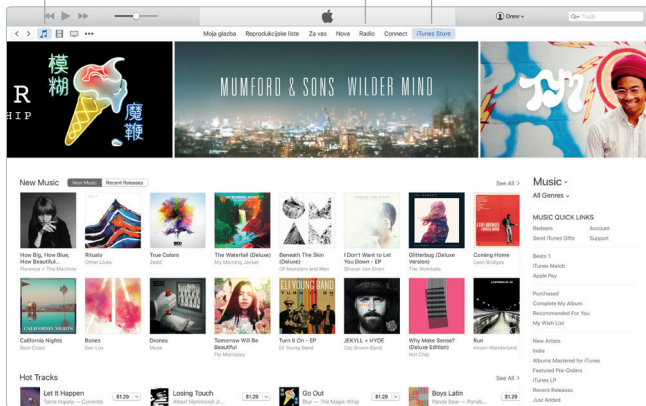 Drew
Traži
Moja glazba Reprodukcijske liste Za vas Nova Radio Connect iTunes Store
R
HIP
模糊
魔鞭
MUMFORD & SONS WILDER MIND
New Music New Music Recent Releases See All >
Music
All Genres
MUSIC QUICK LINKS
Redeem Account
Send iTunes Gifts Support
Beats 1
iTunes Match
Apple Pay
Purchased
Complete My Album
Recommended For You
My Wish List
New Artists
Indie
Albums Mastered for iTunes
Featured Pre-Orders
iTunes LP
Recent Releases
Just Added
How Big, How Blue, How Beautiful...
Florence + The Machine
Rituals
Other Lives
True Colors
Zedd
The Waterfall (Deluxe)
My Morning Jacket
Beneath The Skin (Deluxe)
Of Monsters and Men
I Don't Want to Let You Down - EP
Sharon Van Etten
Glitterbug (Deluxe Version)
The Wombats
LEON BRIDGES
Coming Home
Leon Bridges
CALIFORNIA NIGHTS
California Nights
Best Coast
Bones
Son Lux
Drones
Muse
Tomorrow Will Be Beautiful
Flo Morrissey
ELI YOUNG BAND
Turn It On - EP
Eli Young Band
JEKYLL + HYDE
Zac Brown Band
Why Make Sense? (Deluxe Edition)
Hot Chip
Run
Alison Wonderland
Hot Tracks See All >
Let It Happen
Tame Impala — Currents
$1.29
Losing Touch
Albert Hammond Jr...
$1.29
Go Out
Blur — The Magic Whip
$1.29
Boys Latin
Panda Bear — Panda...
$1.29